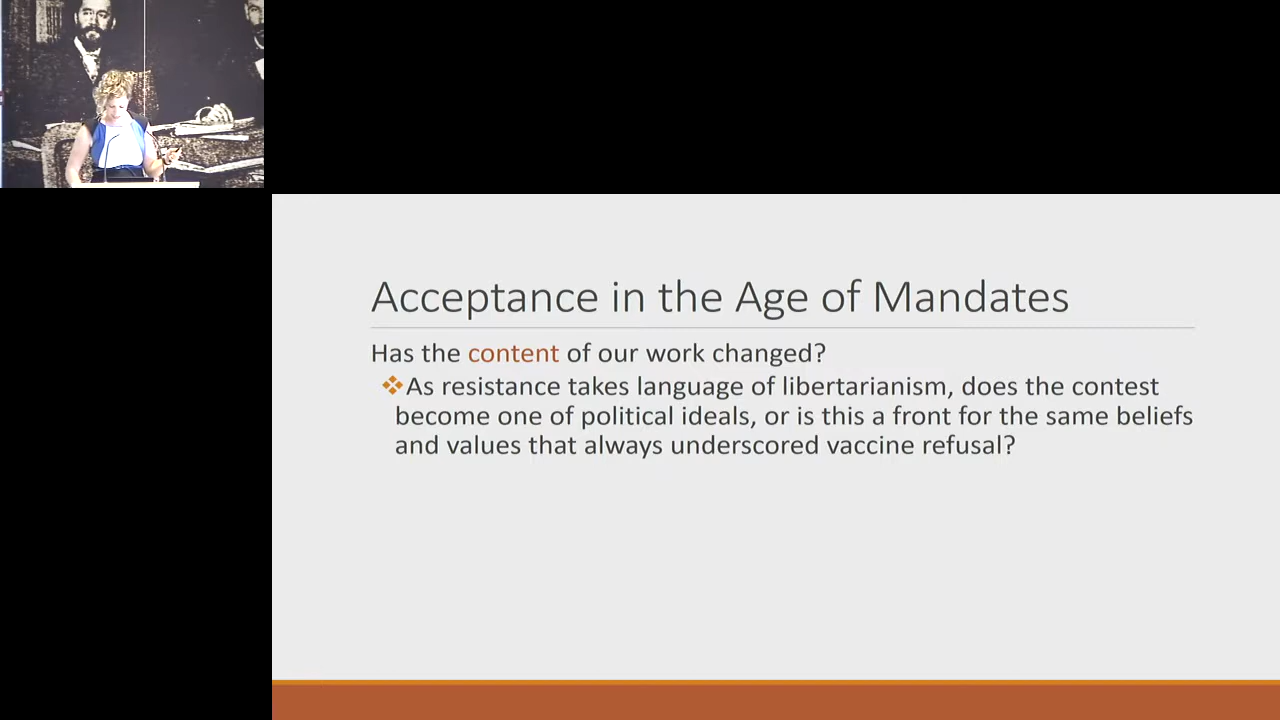 Acceptance in the Age of Mandates
Has the content of our work changed?
❖As resistance takes language of libertarianism, does the contest
become one of political ideals, or is this a front for the same beliefs
and values that always underscored vaccine refusal?